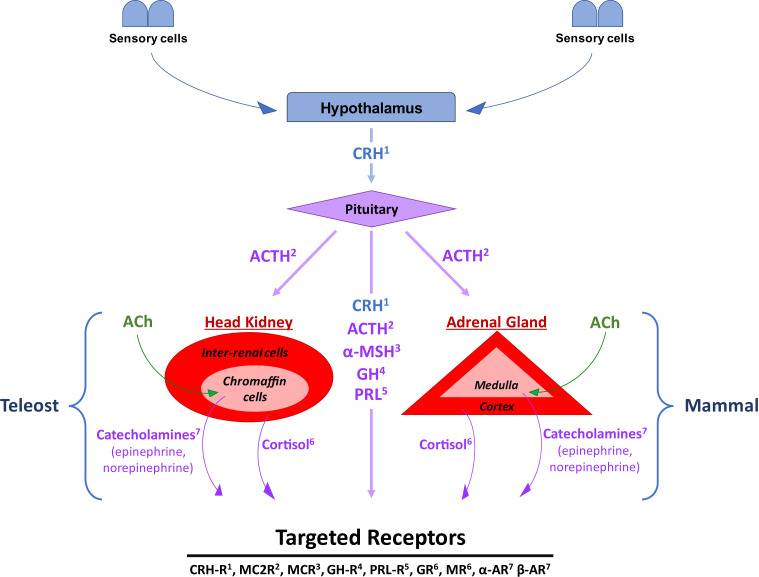 Sensory cells
Sensory cells
Hypothalamus
CRH¹
Pituitary
ACTH²
ACTH²
CRH¹
ACTH²
α-MSH³
GH⁴
PRL⁵
ACh
Head Kidney
Inter-renal cells
Chromaffin
cells
Teleost
Catecholamines⁷
(epinephrine,
norepinephrine)
Cortisol⁶
Adrenal Gland
ACh
Medulla
Cortex
Mammal
Cortisol⁶
Catecholamines⁷
(epinephrine,
norepinephrine)
Targeted Receptors
CRH-R¹, MC2R², MCR³, GH-R⁴, PRL-R⁵, GR⁶, MR⁶, α-AR⁷ β-AR⁷